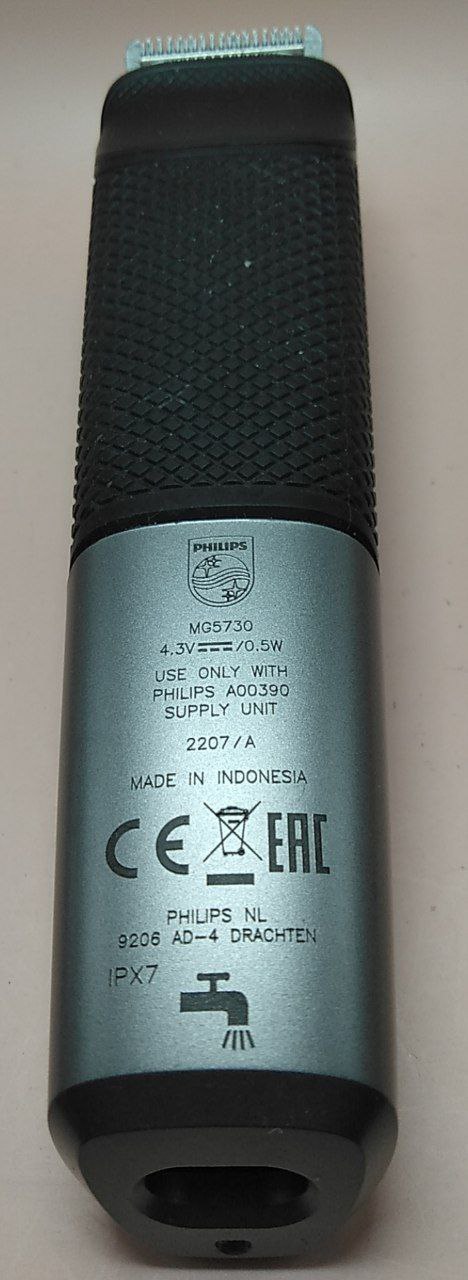 PHILIPS
MG5730
4.3V⎓/0.5W
USE ONLY WITH
PHILIPS A00390
SUPPLY UNIT
2207/A
MADE IN INDONESIA
CE EAC
PHILIPS NL
9206 AD-4 DRACHTEN
IPX7